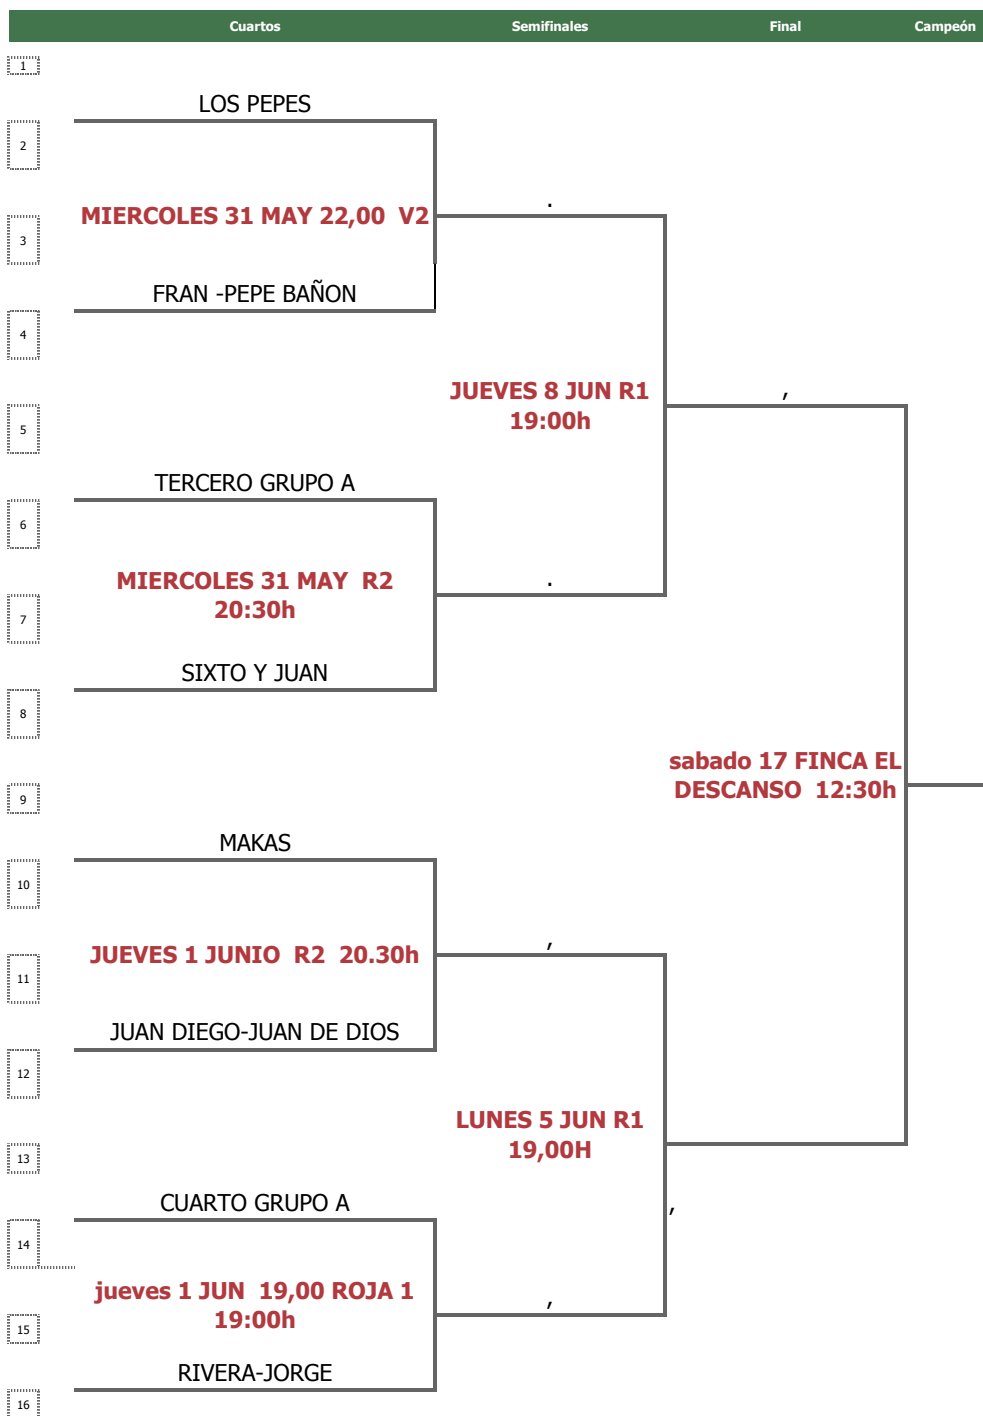 Cuartos Semifinales Final Campeón
1
LOS PEPES
2
MIERCOLES 31 MAY 22,00 V2
.
3
FRAN -PEPE BAÑON
4
JUEVES 8 JUN R1
19:00h
,
5
TERCERO GRUPO A
6
MIERCOLES 31 MAY R2
20:30h
.
7
SIXTO Y JUAN
8
sabado 17 FINCA EL
DESCANSO 12:30h
9
MAKAS
10
JUEVES 1 JUNIO R2 20.30h
,
11
JUAN DIEGO-JUAN DE DIOS
12
LUNES 5 JUN R1
19,00H
13
CUARTO GRUPO A
,
14
jueves 1 JUN 19,00 ROJA 1
19:00h
,
15
RIVERA-JORGE
16